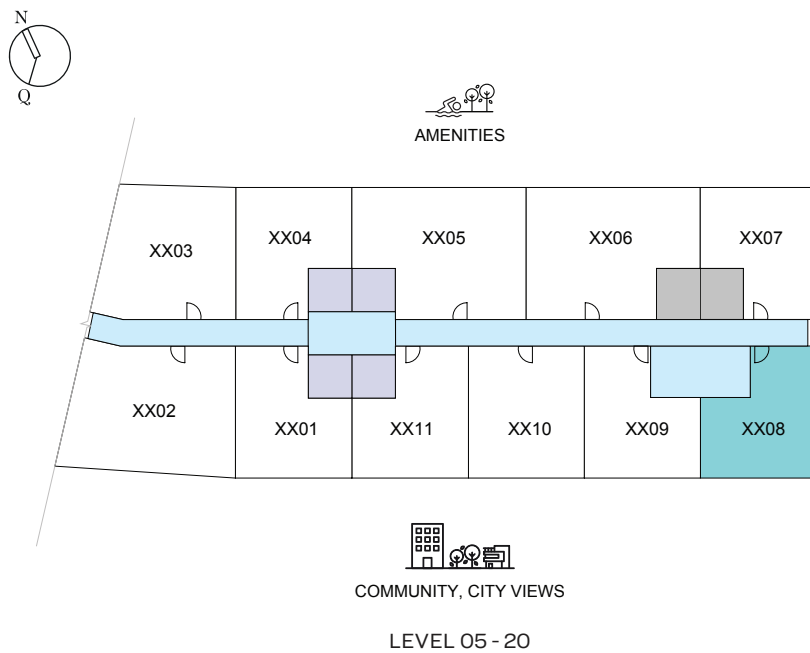 N
Q
AMENITIES
XX03
XX04
XX05
XX06
XX07
XX02
XX01
XX11
XX10
XX09
XX08
COMMUNITY, CITY VIEWS
LEVEL 05 - 20